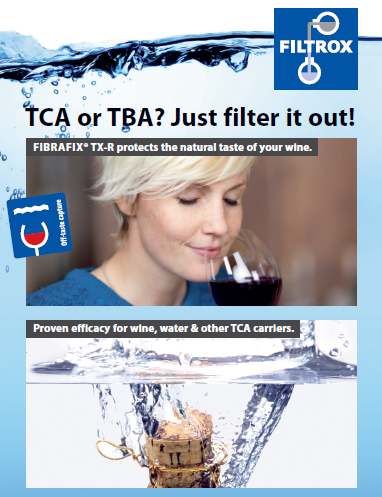 FILTROX
TCA or TBA? Just filter it out!
FIBRAFIX® TX-R protects the natural taste of your wine.
Off-taste capture
Proven efficacy for wine, water & other TCA carriers.